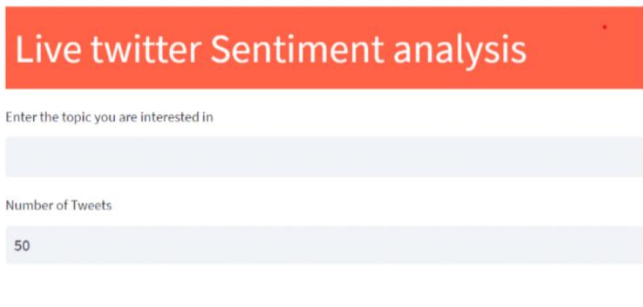 Live twitter Sentiment analysis
Enter the topic you are interested in
Number of Tweets
50